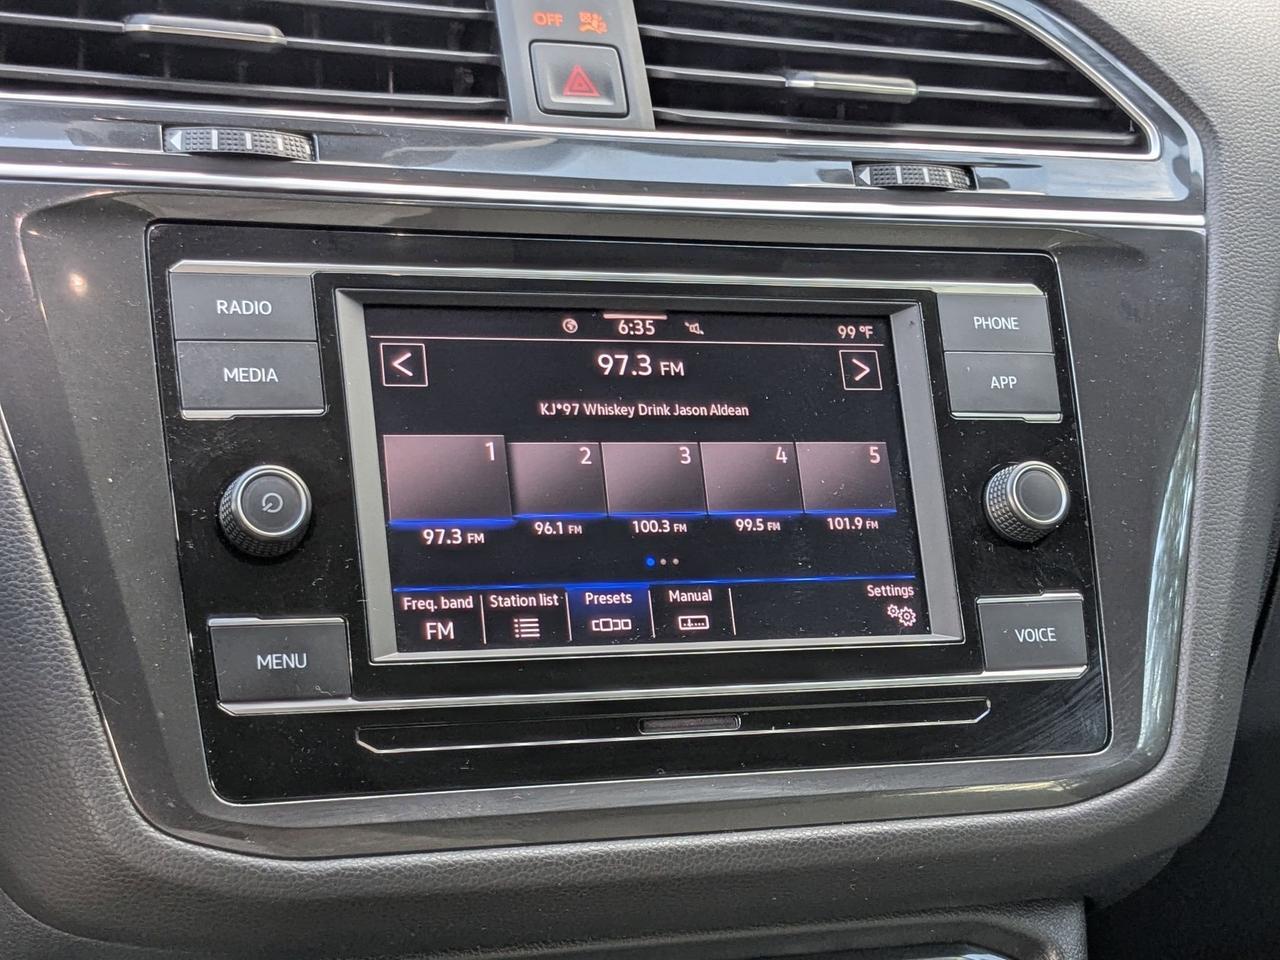 OFF
RADIO
MEDIA
MENU
6:35
99 °F
<
97.3 FM
>
KJ*97 Whiskey Drink Jason Aldean
1
2
3
4
5
97.3 FM
96.1 FM
100.3 FM
99.5 FM
101.9 FM
Freq. band
FM
Station list
Presets
Manual
Settings
PHONE
APP
VOICE